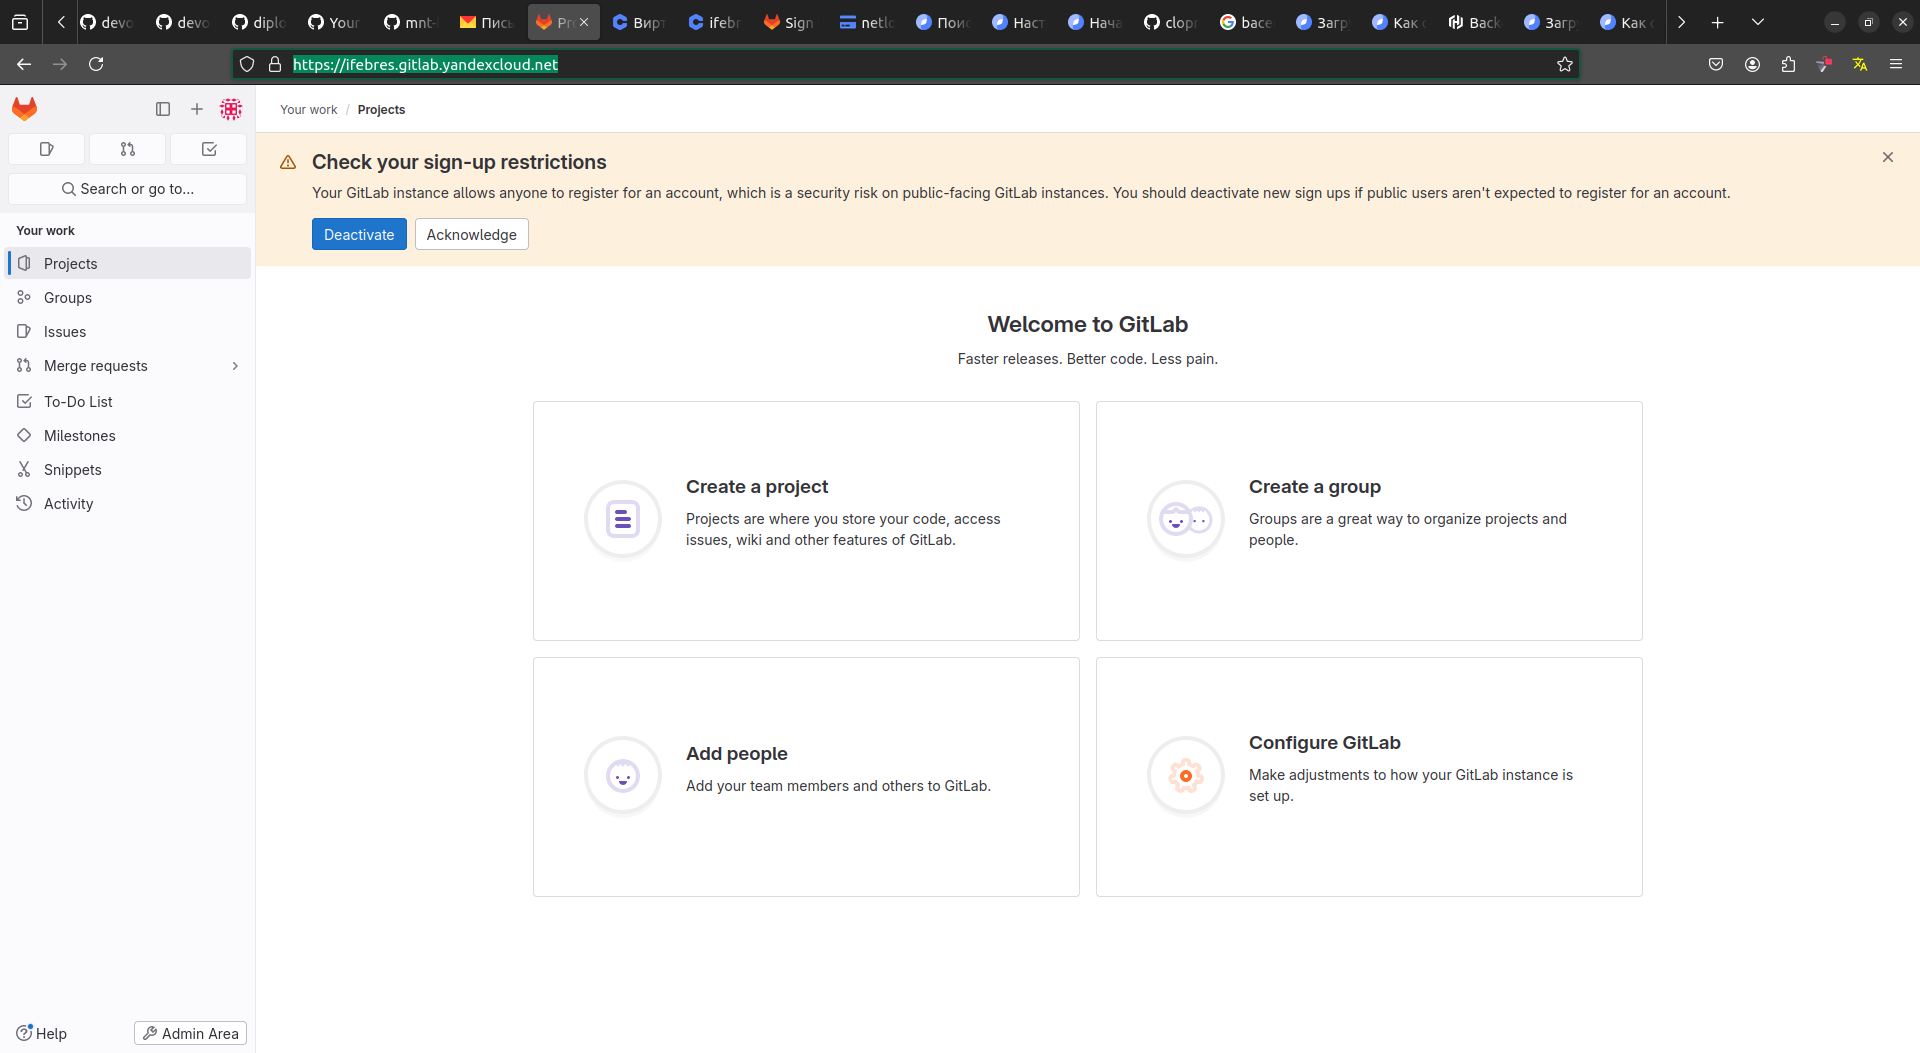 devo
devo
diplo
Your
mnt-
Пись
Pr
Вирт
ifebr
Sign
netlo
Пои
Наст
Нача
clopr
bace
Загр
Как с
Back
Загр
Как с
https://ifebres.gitlab.yandexcloud.net
Your work / Projects
Check your sign-up restrictions
Your GitLab instance allows anyone to register for an account, which is a security risk on public-facing GitLab instances. You should deactivate new sign ups if public users aren't expected to register for an account.
Deactivate
Acknowledge
Search or go to...
Your work
Projects
Groups
Issues
Merge requests
To-Do List
Milestones
Snippets
Activity
Help
Admin Area
Welcome to GitLab
Faster releases. Better code. Less pain.
Create a project
Projects are where you store your code, access
issues, wiki and other features of GitLab.
Create a group
Groups are a great way to organize projects and
people.
Add people
Add your team members and others to GitLab.
Configure GitLab
Make adjustments to how your GitLab instance is
set up.